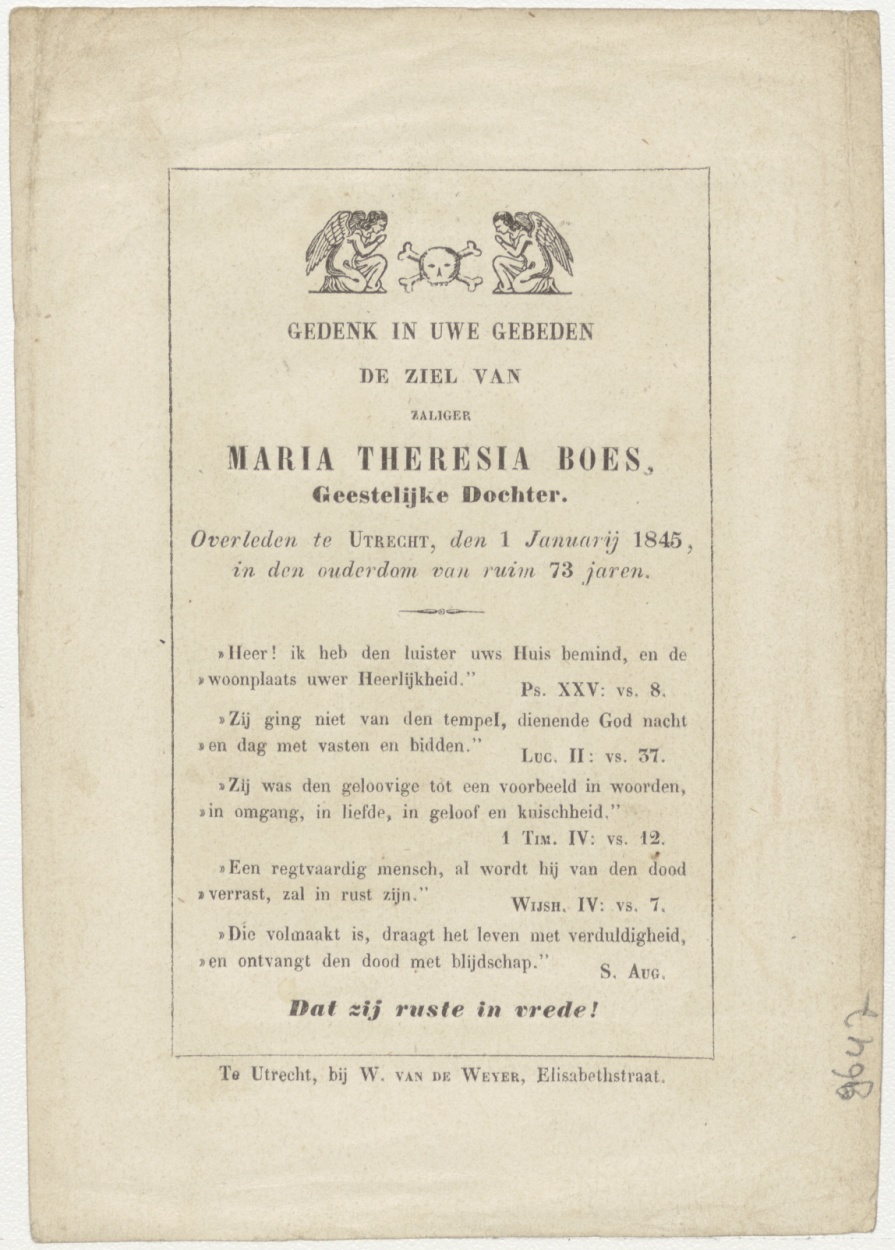 GEDENK IN UWE GEBEDEN
DE ZIEL VAN
ZALIGER
MARIA THERESIA BOES,
Geestelijke Dochter.
Overleden te UTRECHT, den 1 Januarij 1845,
in den ouderdom van ruim 73 jaren.
»Heer! ik heb den luister uws Huis bemind, en de
»woonplaats uwer Heerlijkheid.”
Ps. XXV: vs. 8.
»Zij ging niet van den tempel, dienende God nacht
»en dag met vasten en bidden.”
LUC. II: vs. 37.
»Zij was den geloovige tot een voorbeeld in woorden,
»in omgang, in liefde, in geloof en kuischheid.”
1 TIM. IV: vs. 12.
»Een regtvaardig mensch, al wordt hij van den dood
»verrast, zal in rust zijn.”
WIJSH. IV: vs. 7.
»Die volmaakt is, draagt het leven met verduldigheid,
»en ontvangt den dood met blijdschap.”
S. AUG.
Dat zij ruste in vrede!
Te Utrecht, bij W. VAN DE WEYER, Elisabethstraat.
9647